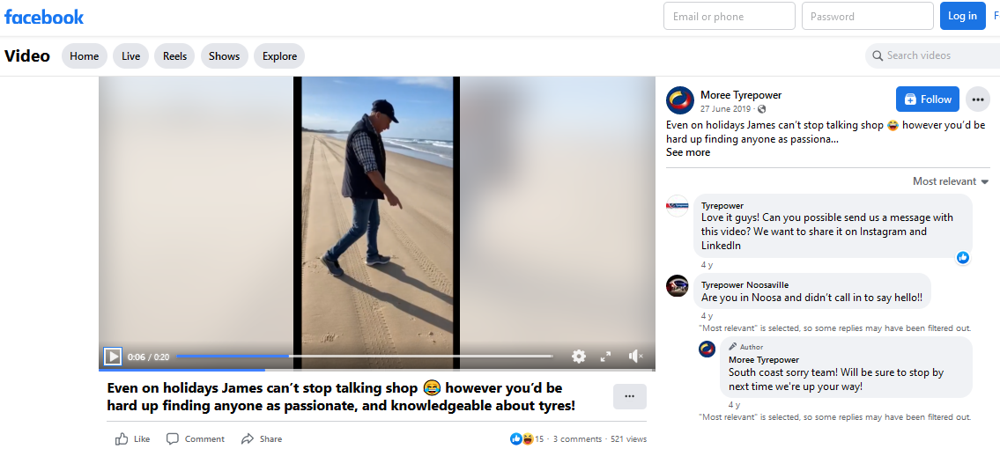 facebook
Email or phone
Password
Log in
F
Video
Home
Live
Reels
Shows
Explore
Search videos
0:06 / 0:20
Even on holidays James can't stop talking shop 😂 however you'd be
hard up finding anyone as passionate, and knowledgeable about tyres!
Like
Comment
Share
15 · 3 comments · 521 views
Moree Tyrepower
27 June 2019 ·
Follow
Even on holidays James can't stop talking shop 😂 however you'd be
hard up finding anyone as passiona...
See more
Most relevant
Tyrepower
Love it guys! Can you possible send us a message with
this video? We want to share it on Instagram and
LinkedIn
4 y
Tyrepower Noosaville
Are you in Noosa and didn't call in to say hello!!
4 y
"Most relevant" is selected, so some replies may have been filtered out.
Author
Moree Tyrepower
South coast sorry team! Will be sure to stop by
next time we're up your way!
4 y
"Most relevant" is selected, so some replies may have been filtered out.